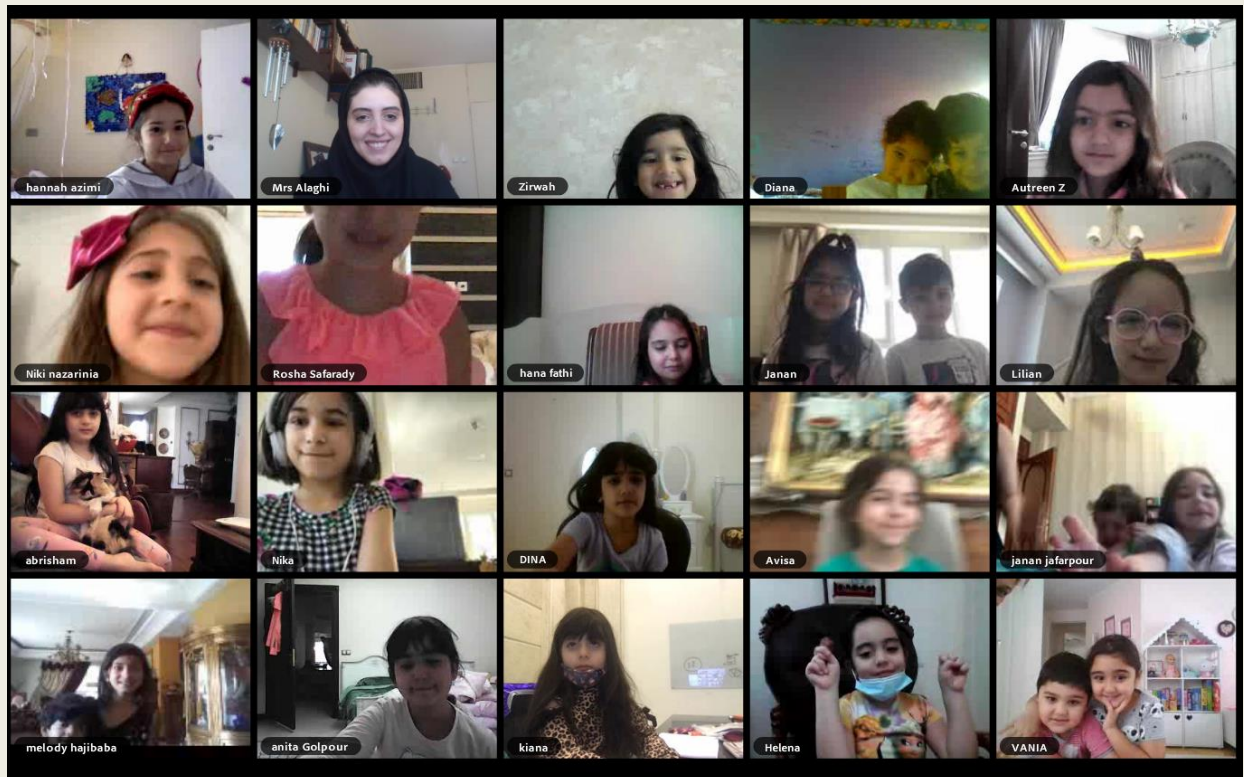 hannah azimi
Mrs Alaghi
Zirwah
Diana
Autreen Z
Niki nazarinia
Rosha Safarady
hana fathi
Janan
Lilian
abrisham
Nika
DINA
Avisa
janan jafarpour
melody hajibaba
anita Golpour
kiana
Helena
VANIA